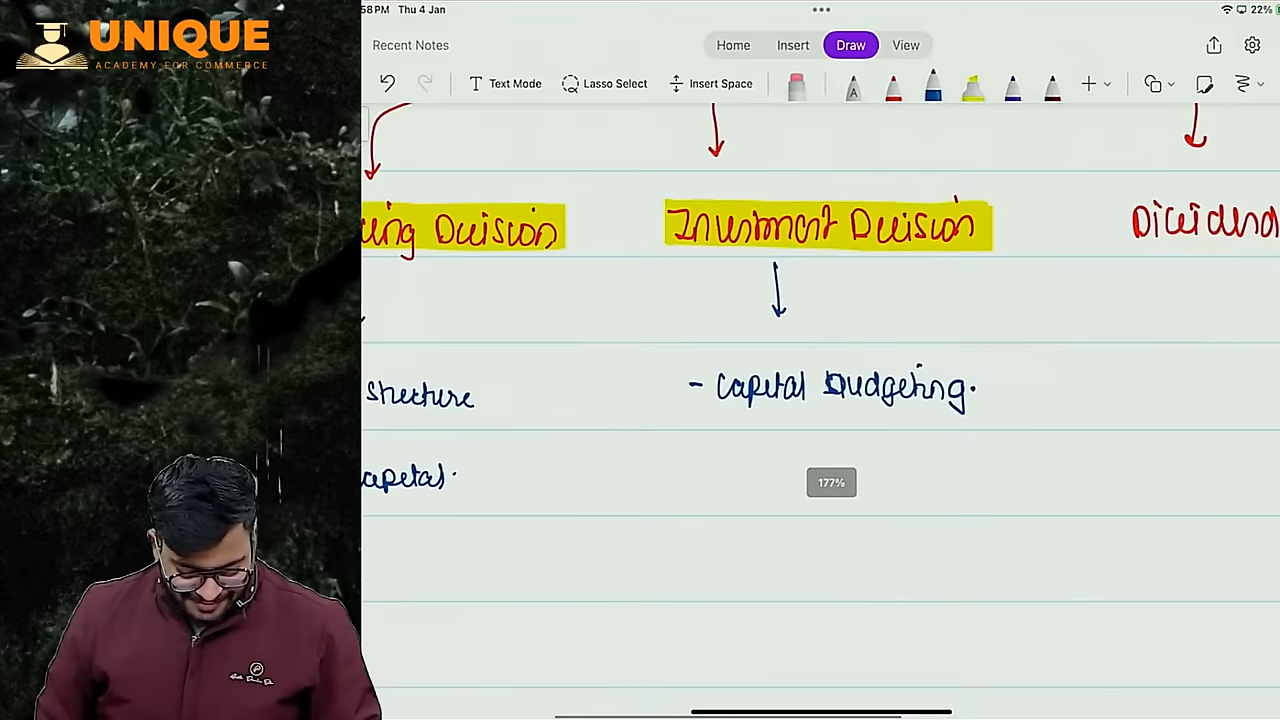 UNIQUE
ACADEMY FOR COMMERCE
58 PM Thu 4 Jan
22%
Recent Notes
Home Insert Draw View
Text Mode Lasso Select Insert Space
A
cing Decision Investment Decision Dividend
Structure - Capital Budgeting.
apital.
177%